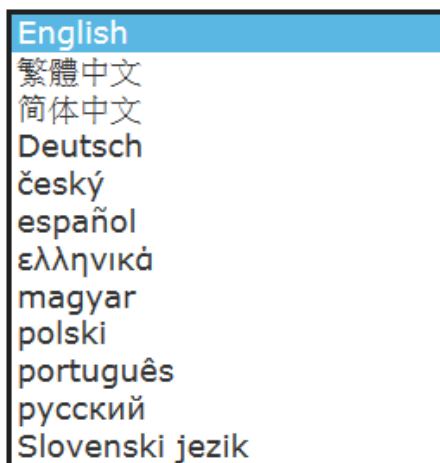 English
繁體中文
简体中文
Deutsch
český
español
ελληνικά
magyar
polski
português
русский
Slovenski jezik